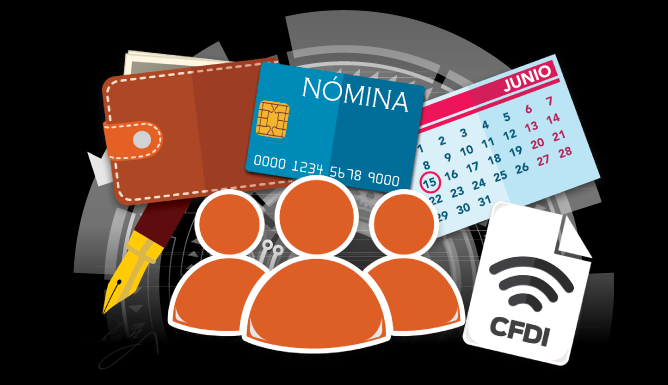 NÓMINA
0000 1234 5678 9000
JUNIO
1 2 3 4 5 6 7
8 9 10 11 12 13 14
15 16 17 18 19 20 21
22 23 24 25 26 27 28
29 30 31
CFDI